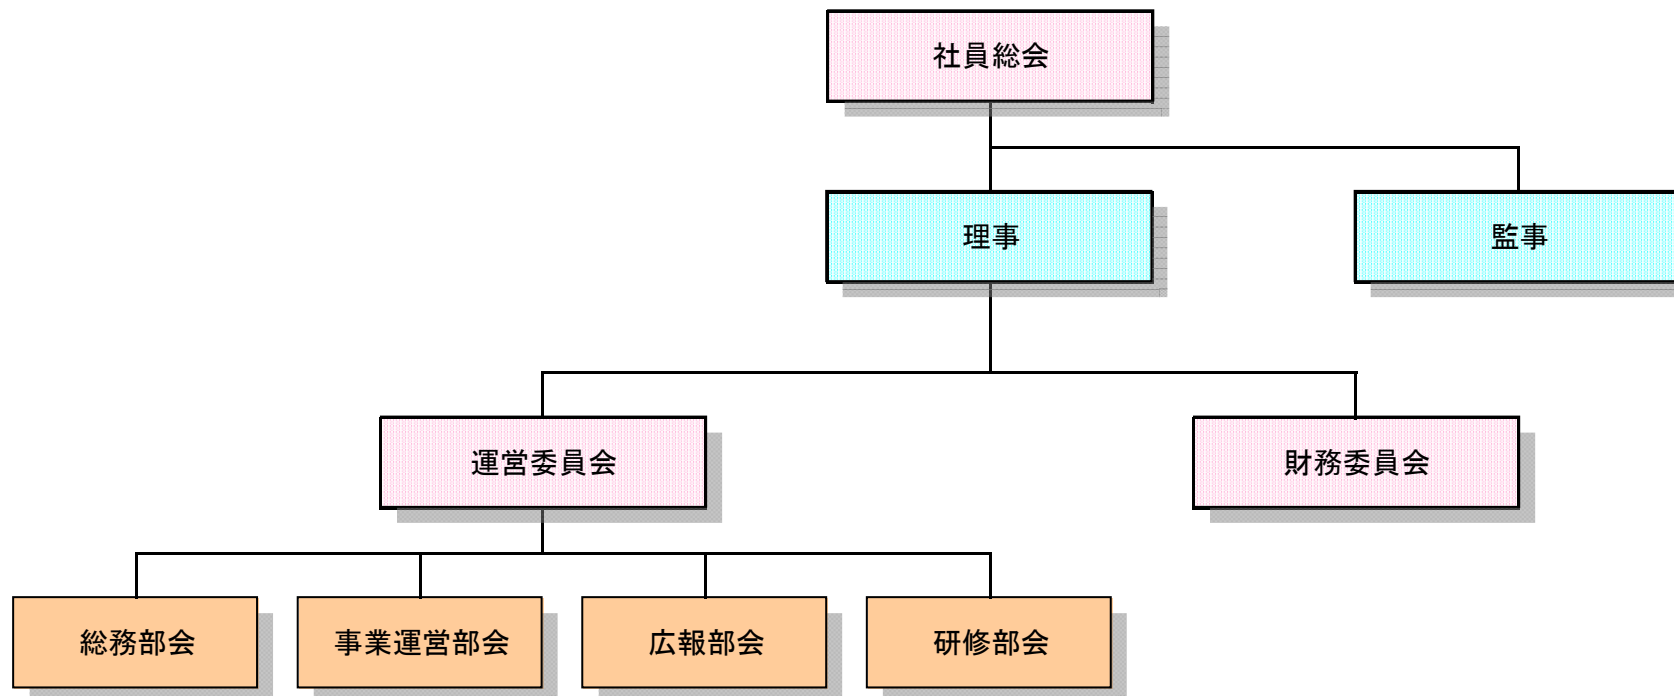 社員総会
理事
監事
運営委員会
財務委員会
総務部会
事業運営部会
広報部会
研修部会